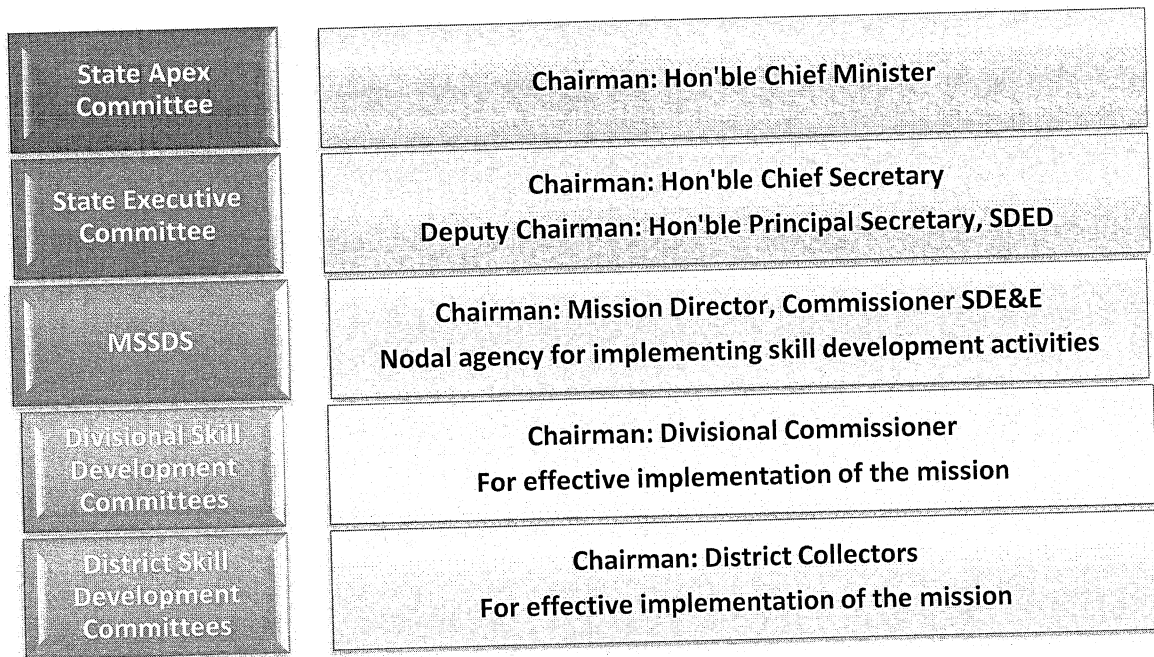 State Apex
Committee
Chairman: Hon'ble Chief Minister
State Executive
Committee
Chairman: Hon'ble Chief Secretary
Deputy Chairman: Hon'ble Principal Secretary, SDED
MSSDS
Chairman: Mission Director, Commissioner SDE&E
Nodal agency for implementing skill development activities
Divisional Skill
Development
Committees
Chairman: Divisional Commissioner
For effective implementation of the mission
District Skill
Development
Committees
Chairman: District Collectors
For effective implementation of the mission